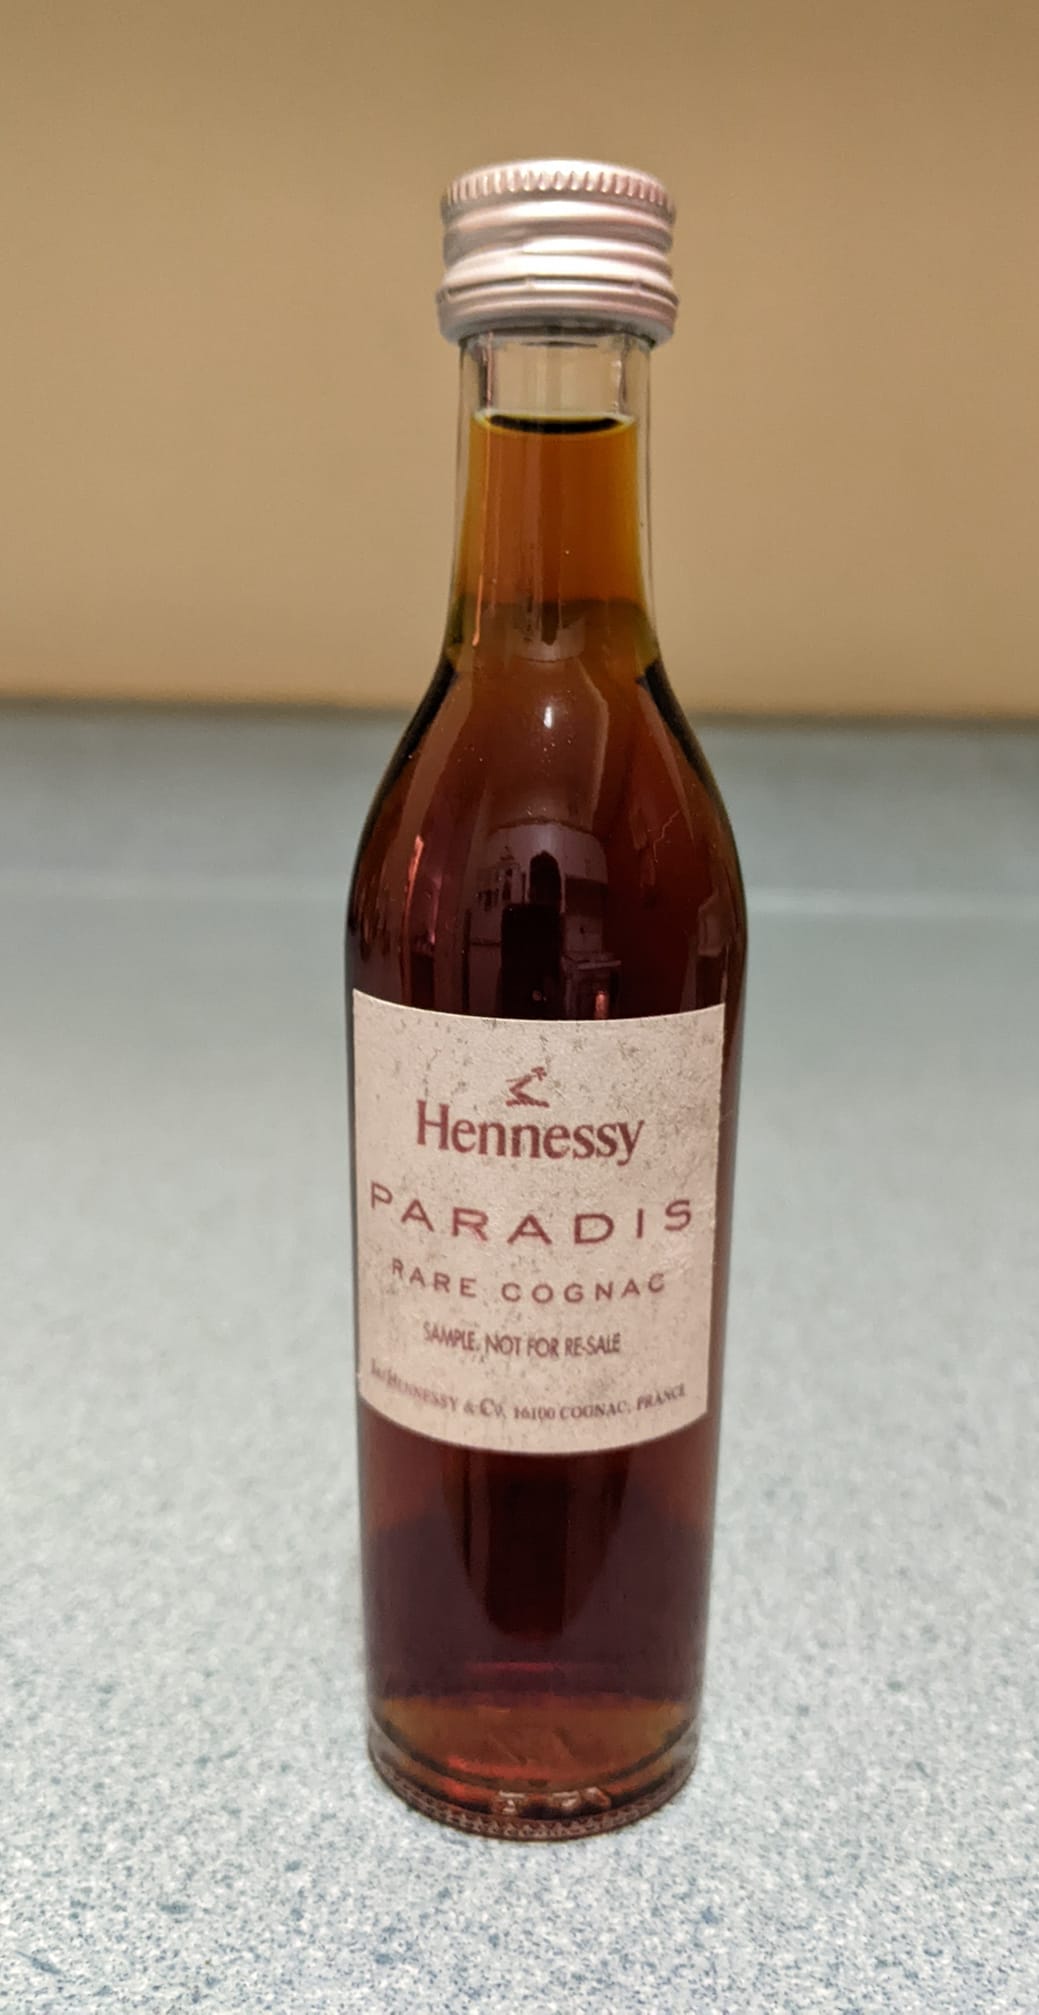 Hennessy
PARADIS
RARE COGNAC
SAMPLE. NOT FOR RE-SALE
HENNESSY & Co. 16100 COGNAC. FRANCE